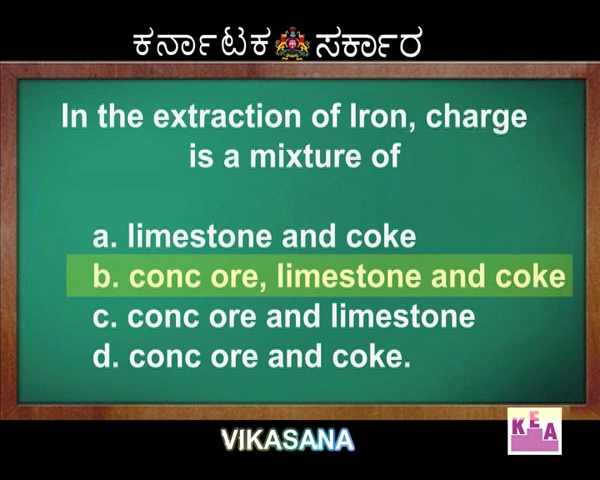 ಕರ್ನಾಟಕ ಸರ್ಕಾರ
In the extraction of Iron, charge
is a mixture of
a. limestone and coke
b. conc ore, limestone and coke
c. conc ore and limestone
d. conc ore and coke.
VIKASANA
KEA